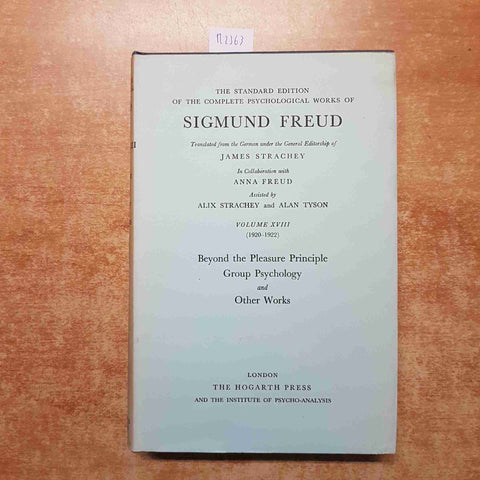 n2363
THE STANDARD EDITION
OF THE COMPLETE PSYCHOLOGICAL WORKS OF
SIGMUND FREUD
Translated from the German under the General Editorship of
JAMES STRACHEY
In Collaboration with
ANNA FREUD
Assisted by
ALIX STRACHEY and ALAN TYSON
VOLUME XVIII
(1920-1922)
Beyond the Pleasure Principle
Group Psychology
and
Other Works
LONDON
THE HOGARTH PRESS
AND THE INSTITUTE OF PSYCHO-ANALYSIS